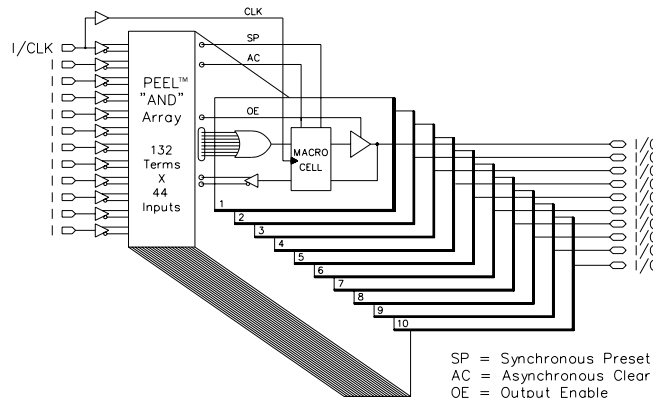 CLK
I/CLK
I
I
I
I
I
I
I
I
I
I
I
PEEL™
"AND"
Array
132
Terms
X
44
Inputs
SP
AC
OE
MACRO
CELL
1
2
3
4
5
6
7
8
9
10
I/O
I/O
I/O
I/O
I/O
I/O
I/O
I/O
I/O
I/O
SP = Synchronous Preset
AC = Asynchronous Clear
OE = Output Enable